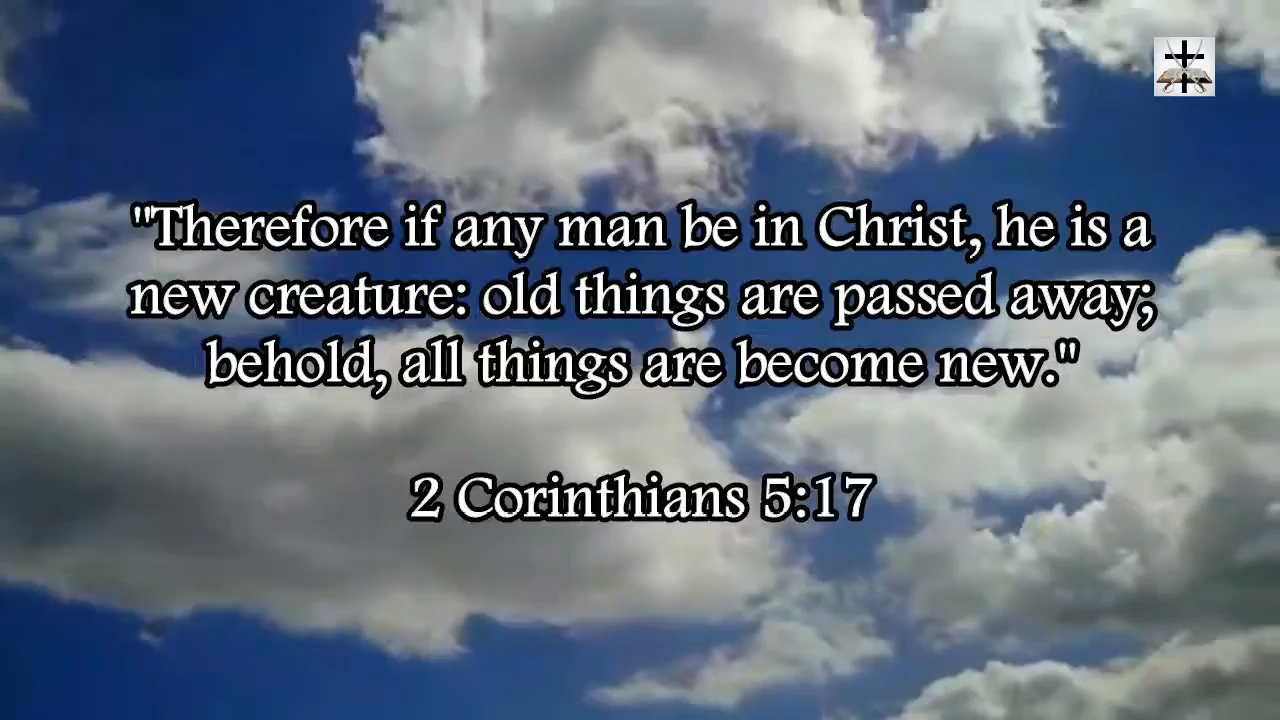 "Therefore if any man be in Christ, he is a
new creature: old things are passed away;
behold, all things are become new."
2 Corinthians 5:17